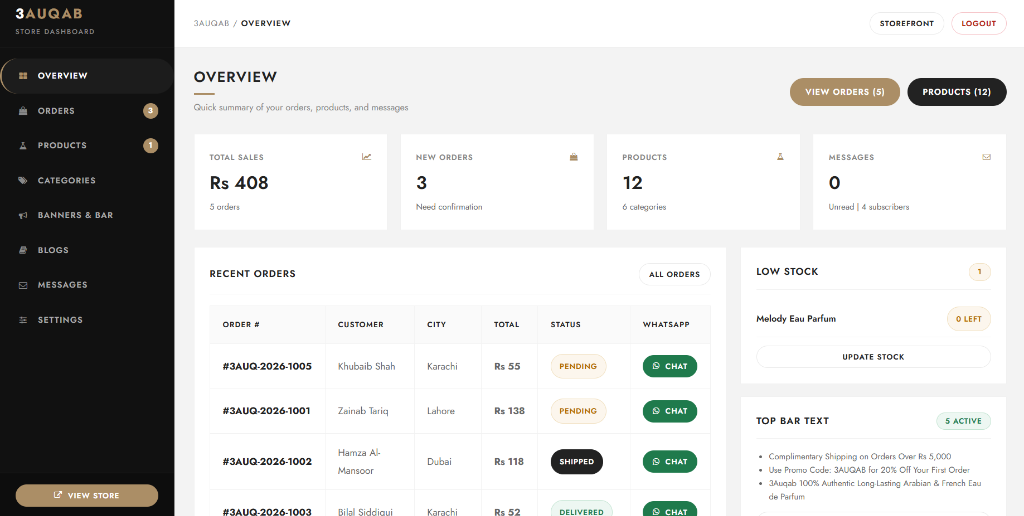 3AUQAB
STORE DASHBOARD
OVERVIEW
ORDERS 3
PRODUCTS 1
CATEGORIES
BANNERS & BAR
BLOGS
MESSAGES
SETTINGS
VIEW STORE
3AUQAB / OVERVIEW
STOREFRONT
LOGOUT
OVERVIEW
Quick summary of your orders, products, and messages
VIEW ORDERS (5)
PRODUCTS (12)
TOTAL SALES
Rs 408
5 orders
NEW ORDERS
3
Need confirmation
PRODUCTS
12
6 categories
MESSAGES
0
Unread | 4 subscribers
RECENT ORDERS
ALL ORDERS
ORDER # CUSTOMER CITY TOTAL STATUS WHATSAPP
#3AUQ-2026-1005 Khubaib Shah Karachi Rs 55 PENDING CHAT
#3AUQ-2026-1001 Zainab Tariq Lahore Rs 138 PENDING CHAT
#3AUQ-2026-1002 Hamza Al-
Mansoor Dubai Rs 118 SHIPPED CHAT
#3AUQ-2026-1003 Bilal Siddiqui Karachi Rs 52 DELIVERED CHAT
LOW STOCK 1
Melody Eau Parfum 0 LEFT
UPDATE STOCK
TOP BAR TEXT 5 ACTIVE
Complimentary Shipping on Orders Over Rs 5,000
Use Promo Code: 3AUQAB for 20% Off Your First Order
3Auqab 100% Authentic Long-Lasting Arabian & French Eau
de Parfum